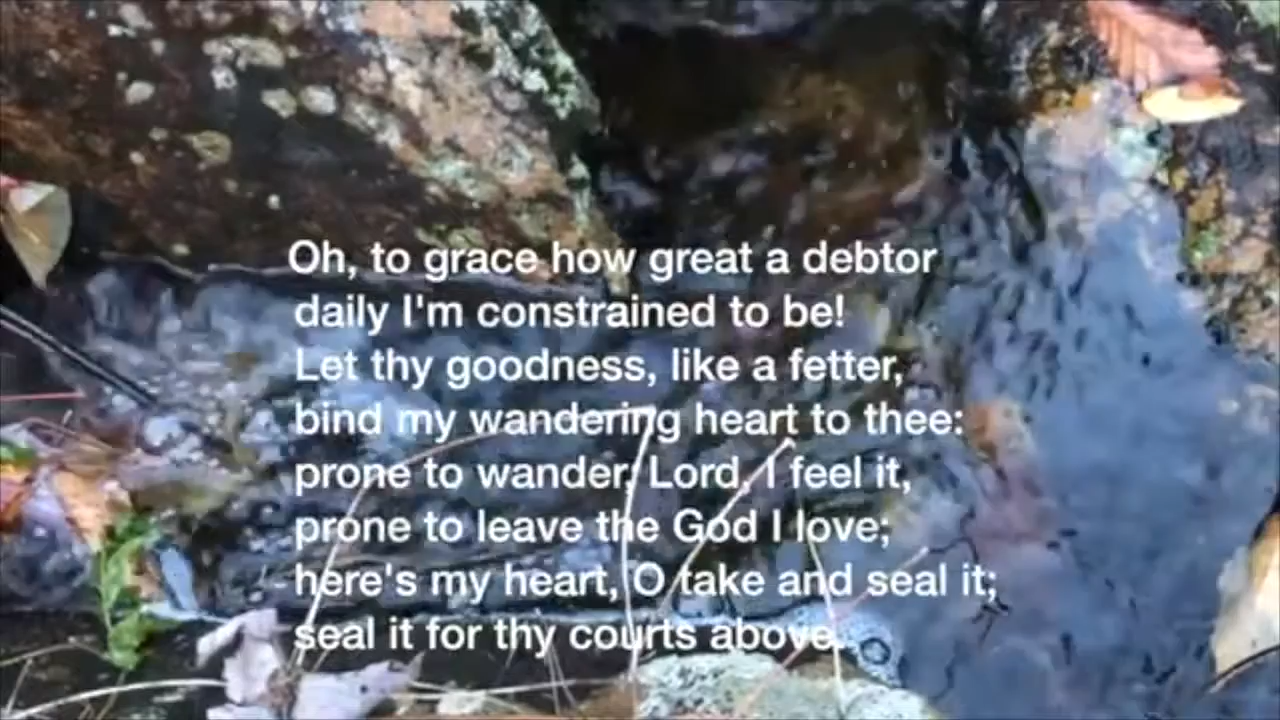 Oh, to grace how great a debtor
daily I'm constrained to be!
Let thy goodness, like a fetter,
bind my wandering heart to thee:
prone to wander, Lord, I feel it,
prone to leave the God I love;
here's my heart, O take and seal it;
seal it for thy courts above.